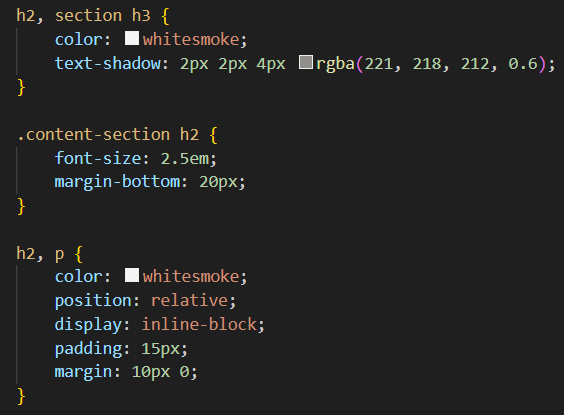 h2, section h3 {
    color: whitesmoke;
    text-shadow: 2px 2px 4px rgba(221, 218, 212, 0.6);
}

.content-section h2 {
    font-size: 2.5em;
    margin-bottom: 20px;
}

h2, p {
    color: whitesmoke;
    position: relative;
    display: inline-block;
    padding: 15px;
    margin: 10px 0;
}